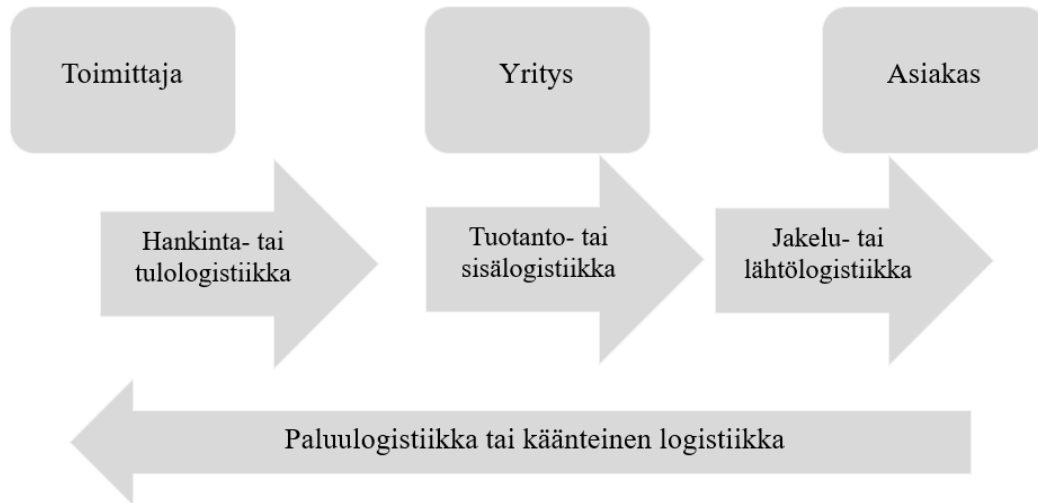 Toimittaja
Yritys
Asiakas
Hankinta- tai
tulologistiikka
Tuotanto- tai
sisälogistiikka
Jakelu- tai
lähtölogistiikka
Paluulogistiikka tai käänteinen logistiikka